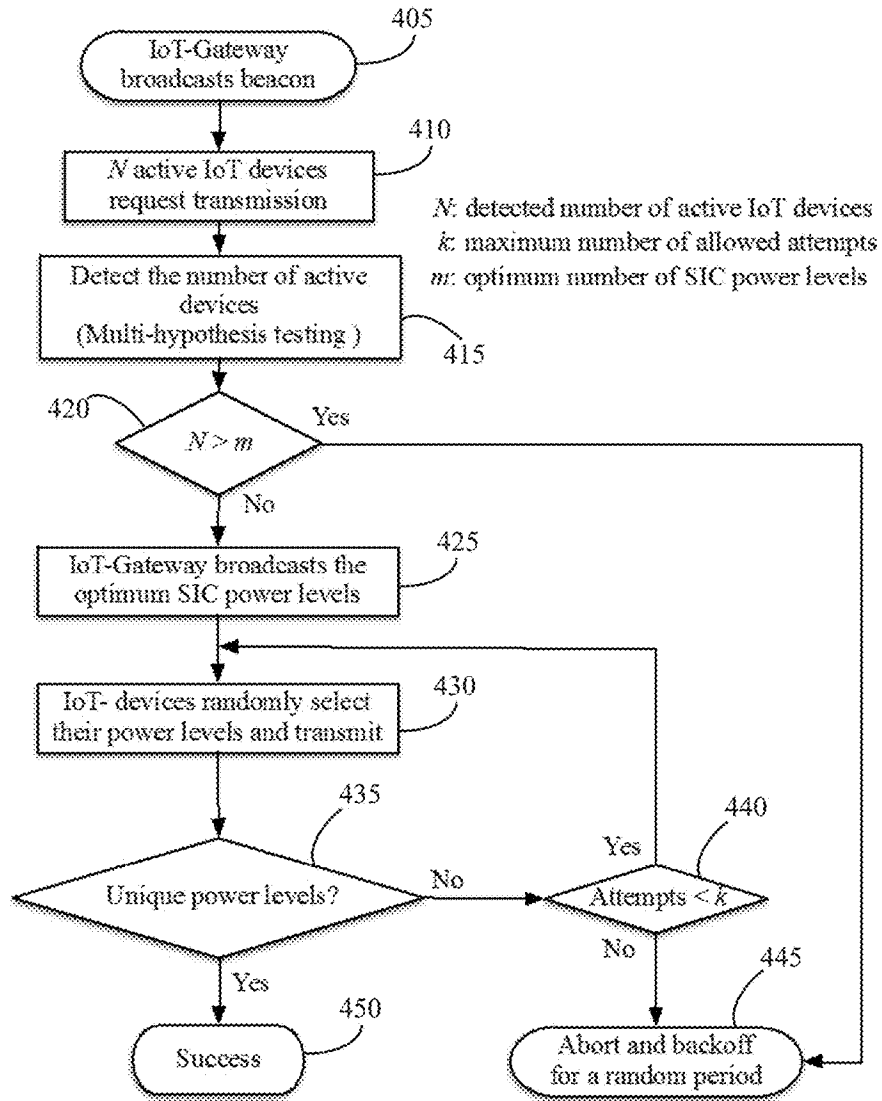 IoT-Gateway
broadcasts beacon
405
N active IoT devices
request transmission
410
N: detected number of active IoT devices
k: maximum number of allowed attempts
m: optimum number of SIC power levels
Detect the number of active
devices
(Multi-hypothesis testing )
415
420
N > m
Yes
No
IoT-Gateway broadcasts the
optimum SIC power levels
425
IoT- devices randomly select
their power levels and transmit
430
435
Unique power levels?
No
Yes
440
Attempts < k
Yes
No
450
Success
445
Abort and backoff
for a random period